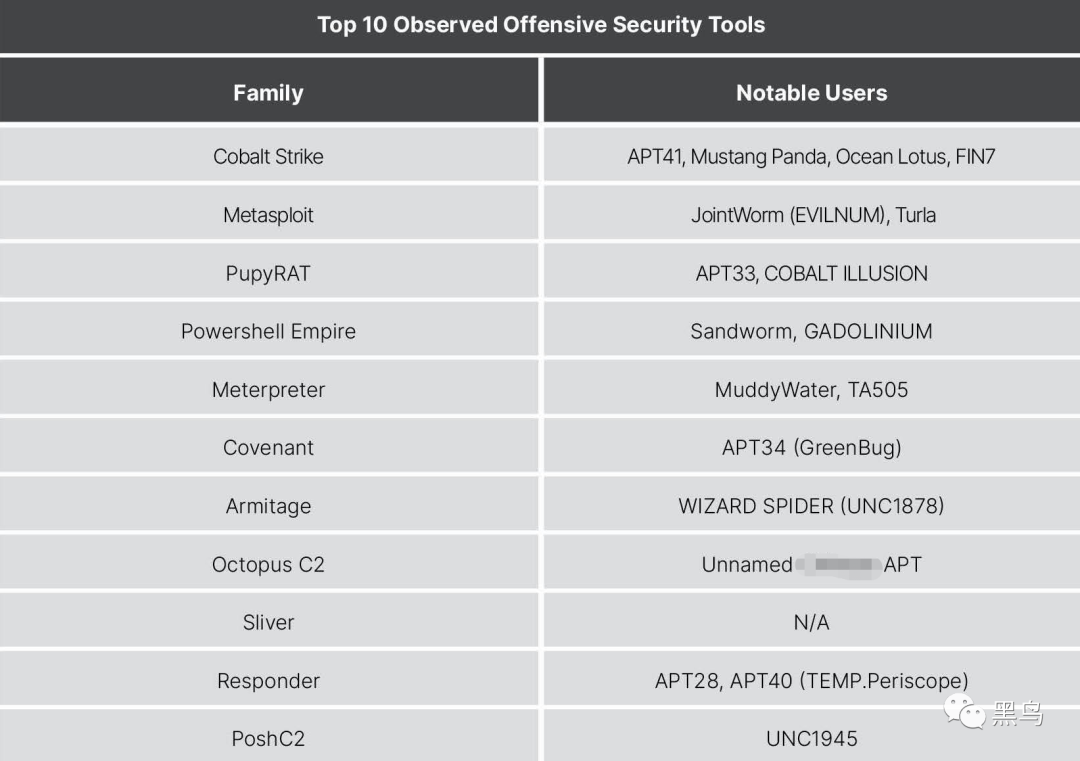 Top 10 Observed Offensive Security Tools
Family Notable Users
Cobalt Strike APT41, Mustang Panda, Ocean Lotus, FIN7
Metasploit JointWorm (EVILNUM), Turla
PupyRAT APT33, COBALT ILLUSION
Powershell Empire Sandworm, GADOLINIUM
Meterpreter MuddyWater, TA505
Covenant APT34 (GreenBug)
Armitage WIZARD SPIDER (UNC1878)
Octopus C2 Unnamed APT
Sliver N/A
Responder APT28, APT40 (TEMP.Periscope)
黑鸟
PoshC2 UNC1945